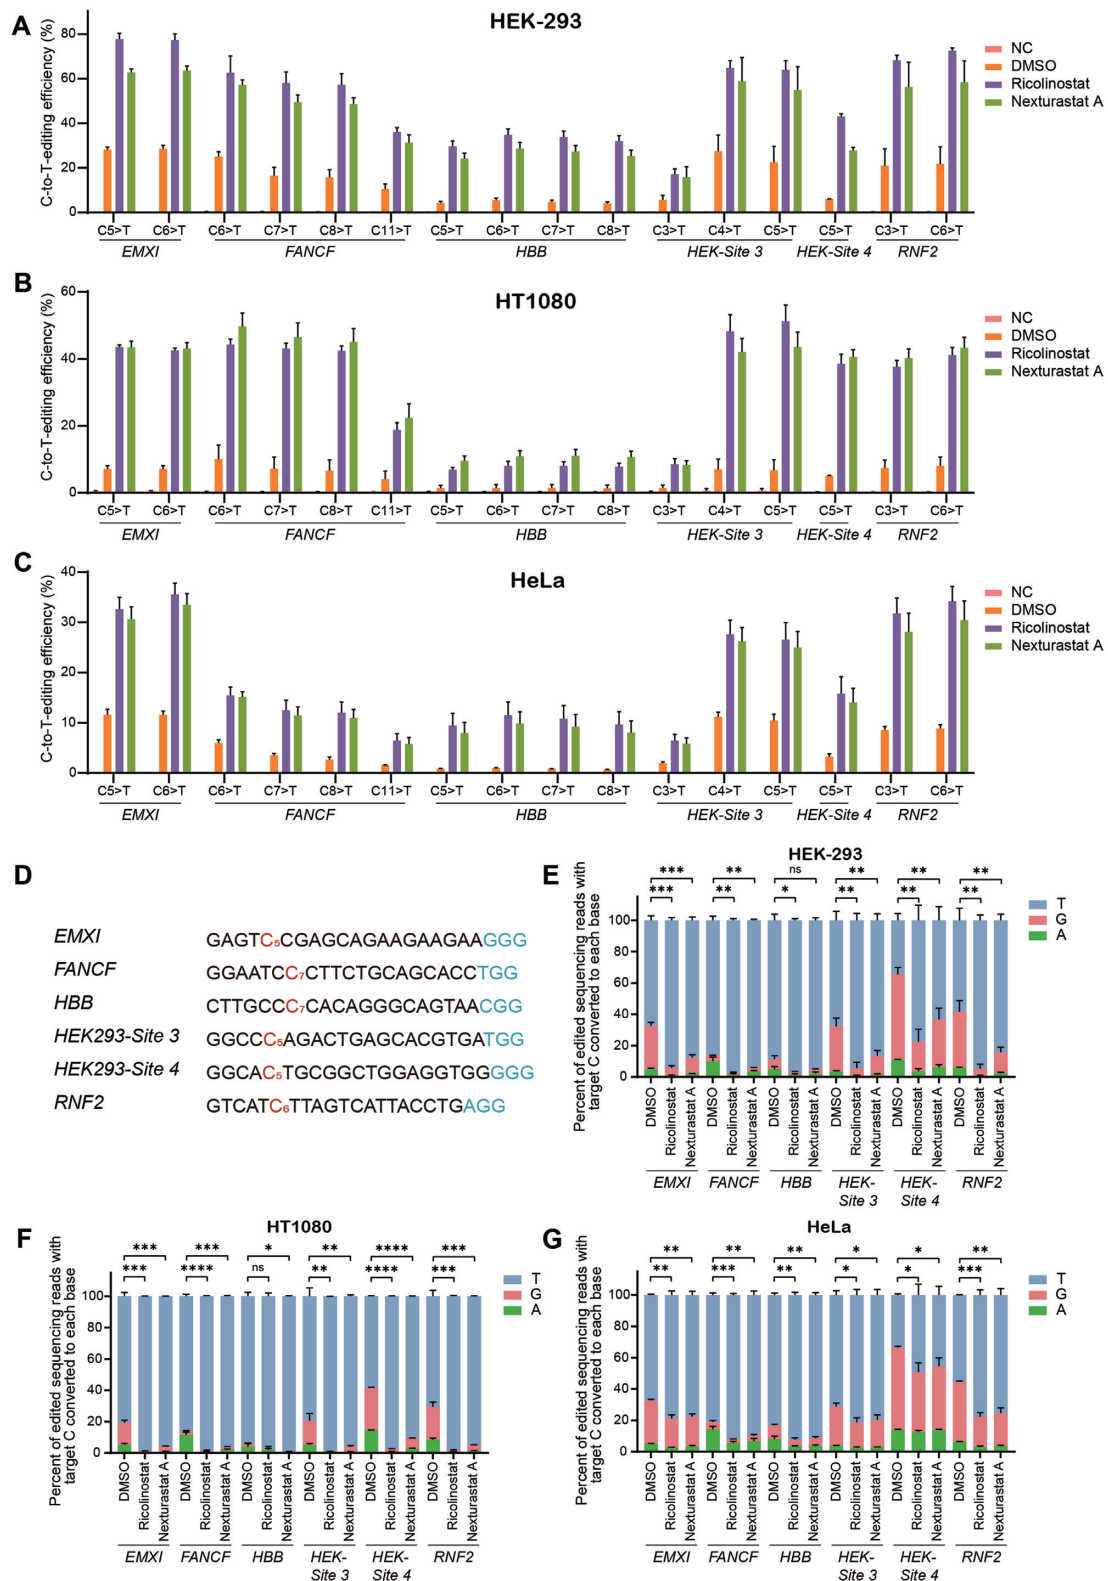 A
HEK-293
C-to-T-editing efficiency (%)
80
60
40
20
0
NC
DMSO
Ricolinostat
Nexturastat A
C5>T C6>T C6>T C7>T C8>T C11>T C5>T C6>T C7>T C8>T C3>T C4>T C5>T C5>T C3>T C6>T
EMXI FANCF HBB HEK-Site 3 HEK-Site 4 RNF2
B
HT1080
C-to-T-editing efficiency (%)
60
40
20
0
NC
DMSO
Ricolinostat
Nexturastat A
C5>T C6>T C6>T C7>T C8>T C11>T C5>T C6>T C7>T C8>T C3>T C4>T C5>T C5>T C3>T C6>T
EMXI FANCF HBB HEK-Site 3 HEK-Site 4 RNF2
C
HeLa
C-to-T-editing efficiency (%)
40
30
20
10
0
NC
DMSO
Ricolinostat
Nexturastat A
C5>T C6>T C6>T C7>T C8>T C11>T C5>T C6>T C7>T C8>T C3>T C4>T C5>T C5>T C3>T C6>T
EMXI FANCF HBB HEK-Site 3 HEK-Site 4 RNF2
D
EMXI GAGTC₅CGAGCAGAAGAAGAAGGG
FANCF GGAATCC₇CTTCTGCAGCACCTGG
HBB CTTGCCC₇CACAGGGCAGTAACGG
HEK293-Site 3 GGCCC₅AGACTGAGCACGTGATGG
HEK293-Site 4 GGCAC₅TGCGGCTGGAGGTGGGGG
RNF2 GTCATC₆TTAGTCATTACCTGAGG
E
HEK-293
Percent of edited sequencing reads with
target C converted to each base
*** ** ns ** ** **
*** ** * ** ** **
100
80
60
40
20
0
T
G
A
DMSO Ricolinostat Nexturastat A DMSO Ricolinostat Nexturastat A DMSO Ricolinostat Nexturastat A DMSO Ricolinostat Nexturastat A DMSO Ricolinostat Nexturastat A DMSO Ricolinostat Nexturastat A
EMXI FANCF HBB HEK- HEK- RNF2
Site 3 Site 4
F
HT1080
Percent of edited sequencing reads with
target C converted to each base
*** *** * ** **** ***
*** **** ns ** **** ***
100
80
60
40
20
0
T
G
A
DMSO Ricolinostat Nexturastat A DMSO Ricolinostat Nexturastat A DMSO Ricolinostat Nexturastat A DMSO Ricolinostat Nexturastat A DMSO Ricolinostat Nexturastat A DMSO Ricolinostat Nexturastat A
EMXI FANCF HBB HEK- HEK- RNF2
Site 3 Site 4
G
HeLa
Percent of edited sequencing reads with
target C converted to each base
** ** ** * * **
** *** ** * * ***
100
80
60
40
20
0
T
G
A
DMSO Ricolinostat Nexturastat A DMSO Ricolinostat Nexturastat A DMSO Ricolinostat Nexturastat A DMSO Ricolinostat Nexturastat A DMSO Ricolinostat Nexturastat A DMSO Ricolinostat Nexturastat A
EMXI FANCF HBB HEK- HEK- RNF2
Site 3 Site 4